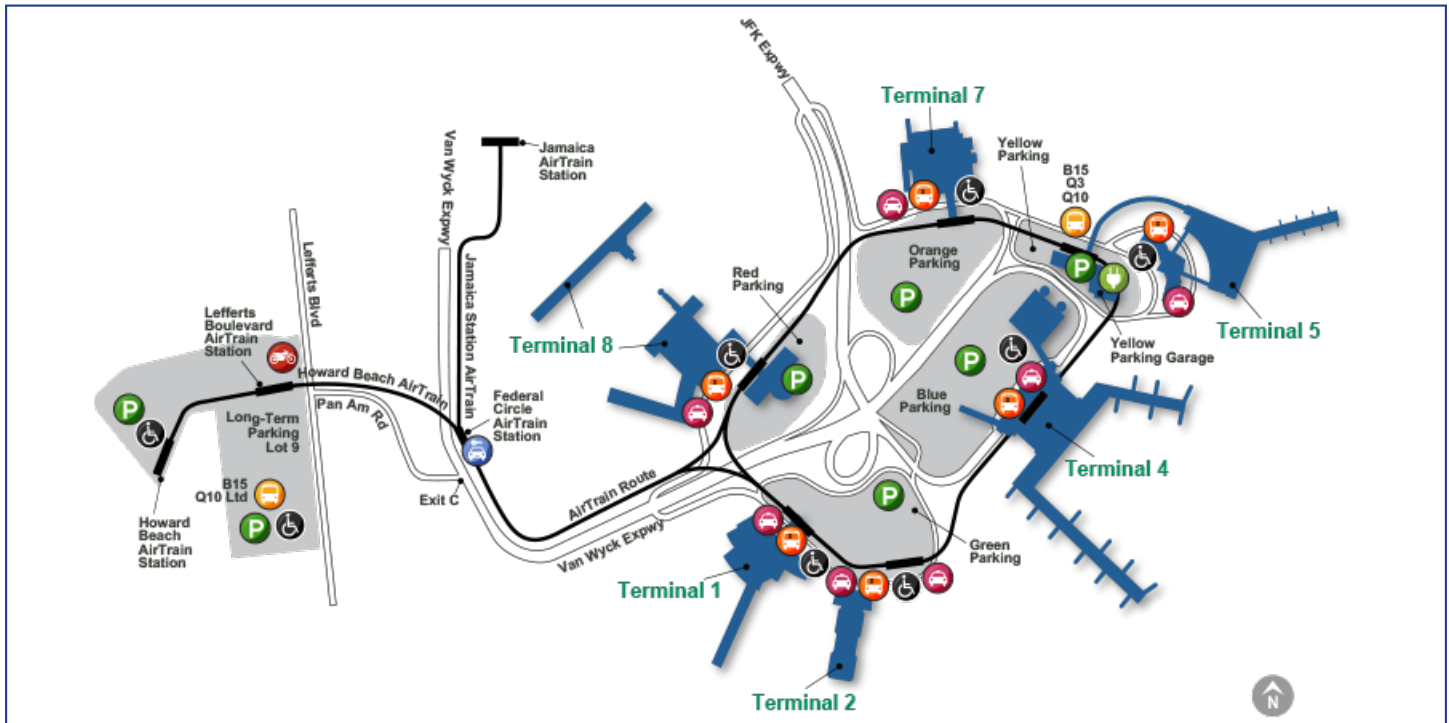 JFK Expwy
Terminal 7
Van Wyck Expwy
Jamaica
AirTrain
Station
Yellow
Parking
B15
Q3
Q10
P
Lefferts Blvd
Jamaica Station AirTrain
Orange
Parking
P
Red
Parking
Lefferts
Boulevard
AirTrain
Station
Terminal 8
Terminal 5
Yellow
Parking Garage
P
P
Howard Beach AirTrain
Pan Am Rd
Federal
Circle
AirTrain
Station
Blue
Parking
P
Long-Term
Parking
Lot 9
Terminal 4
B15
Q10 Ltd
P
Exit C
AirTrain Route
Van Wyck Expwy
P
Howard
Beach
AirTrain
Station
Green
Parking
Terminal 1
Terminal 2
N